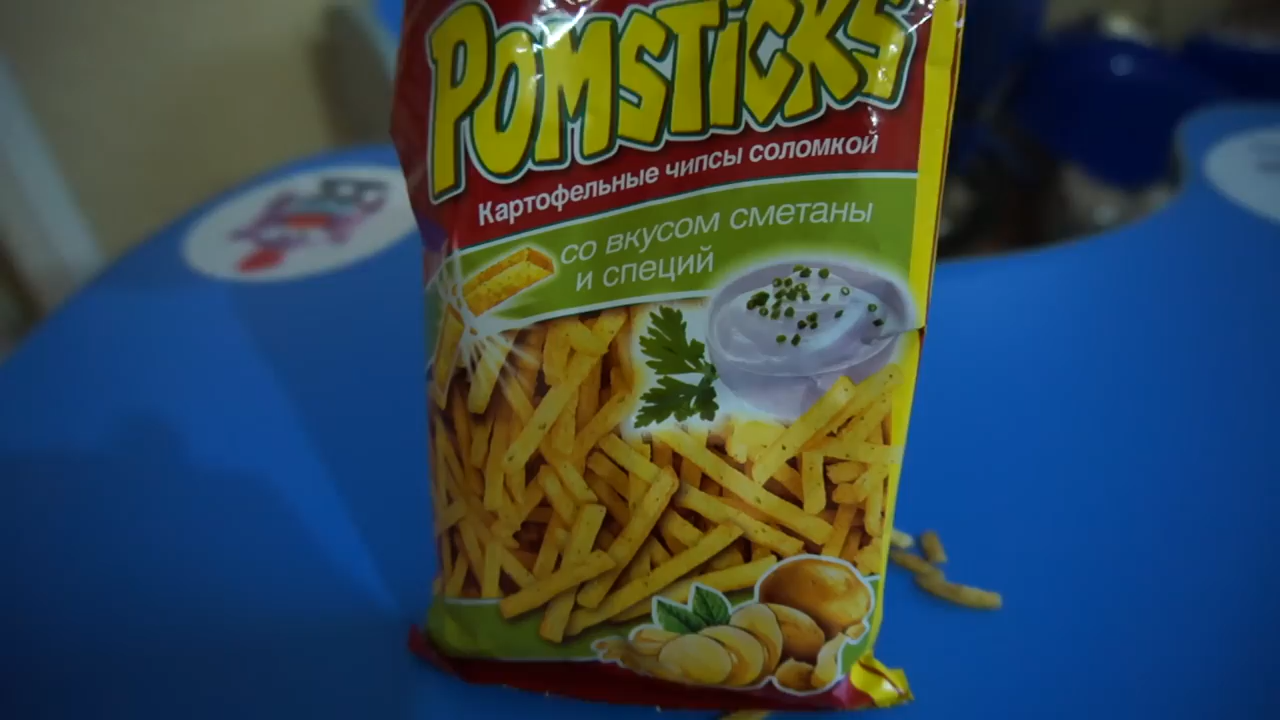 POMSTiCKS
Картофельные чипсы соломкой
со вкусом сметаны
и специй